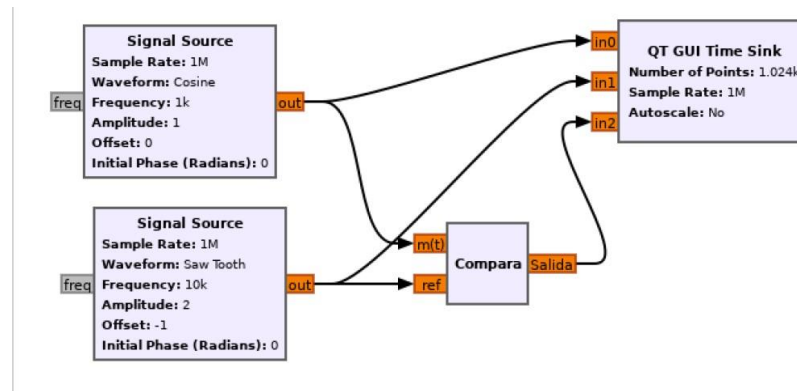 Signal Source
Sample Rate: 1M
Waveform: Cosine
freq
Frequency: 1k
out
Amplitude: 1
Offset: 0
Initial Phase (Radians): 0
Signal Source
Sample Rate: 1M
Waveform: Saw Tooth
freq
Frequency: 10k
out
Amplitude: 2
Offset: -1
Initial Phase (Radians): 0
m(t)
ref
Compara
Salida
in0
in1
in2
QT GUI Time Sink
Number of Points: 1.024k
Sample Rate: 1M
Autoscale: No